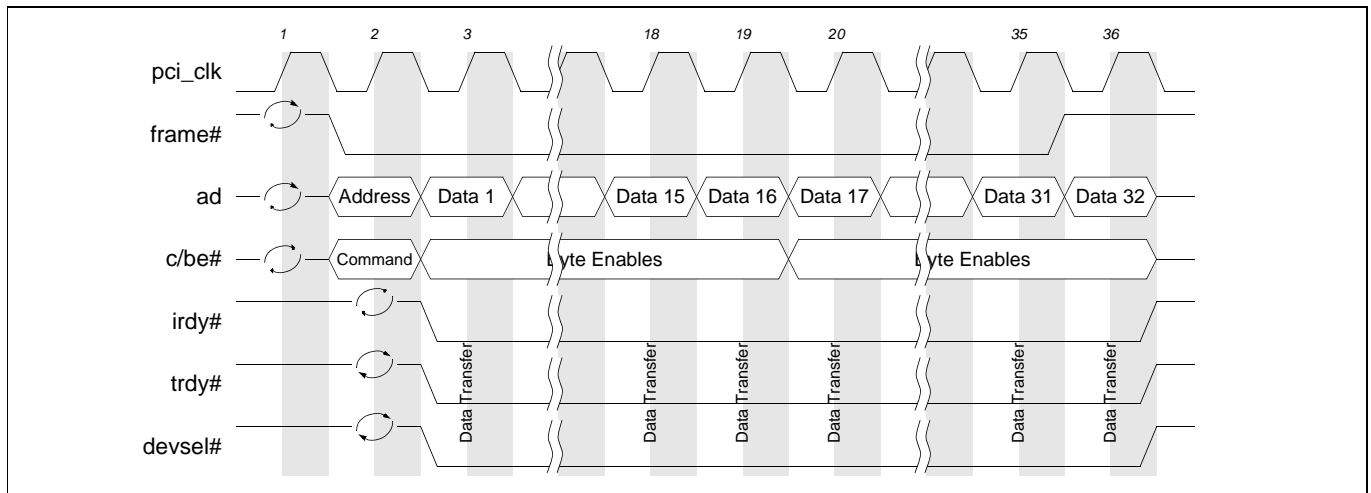 1 2 3 18 19 20 35 36
pci_clk
frame#
ad Address Data 1 Data 15 Data 16 Data 17 Data 31 Data 32
c/be# Command Byte Enables Byte Enables
irdy#
trdy#
devsel#
Data Transfer
Data Transfer
Data Transfer
Data Transfer
Data Transfer
Data Transfer